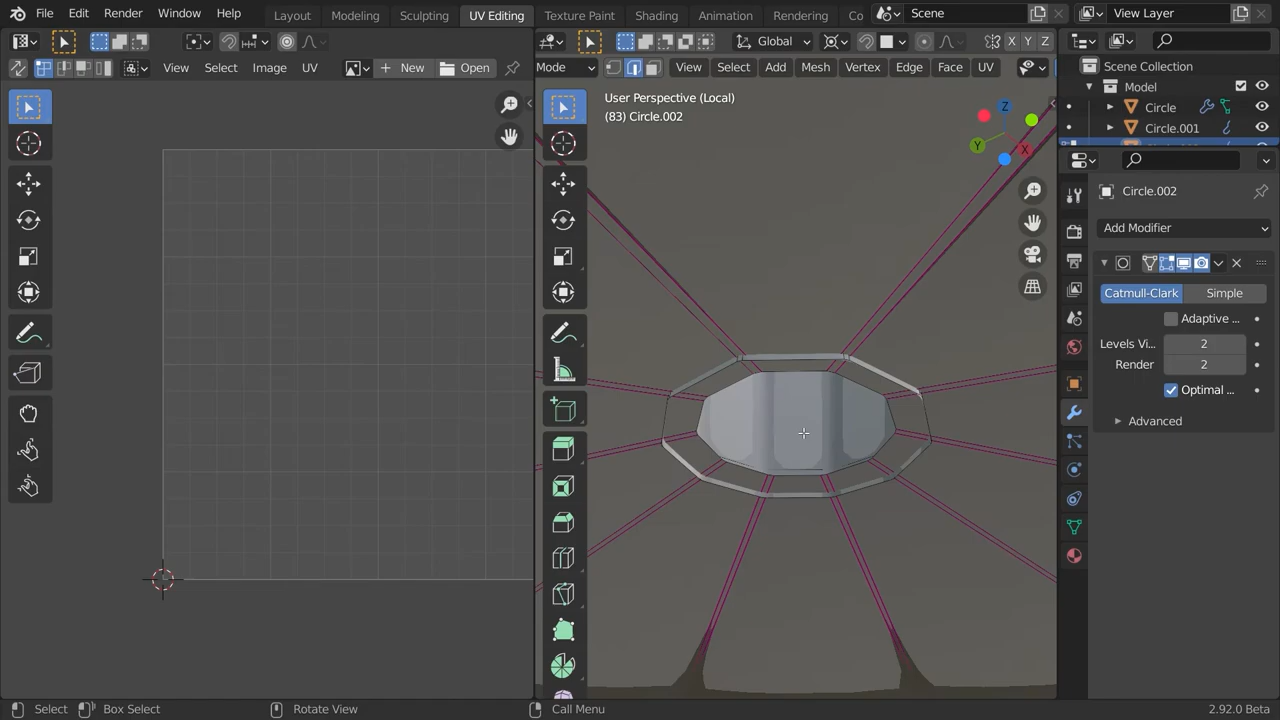 File Edit Render Window Help Layout Modeling Sculpting UV Editing Texture Paint Shading Animation Rendering Co Scene View Layer
Global X Y Z
View Select Image UV New Open Mode View Select Add Mesh Vertex Edge Face UV
Scene Collection
Model
Circle
Circle.001
User Perspective (Local)
(83) Circle.002
Z
Y
X
Circle.002
Add Modifier
Catmull-Clark Simple
Adaptive ...
Levels Vi... 2
Render 2
Optimal ...
Advanced
Select Box Select Rotate View Call Menu 2.92.0 Beta